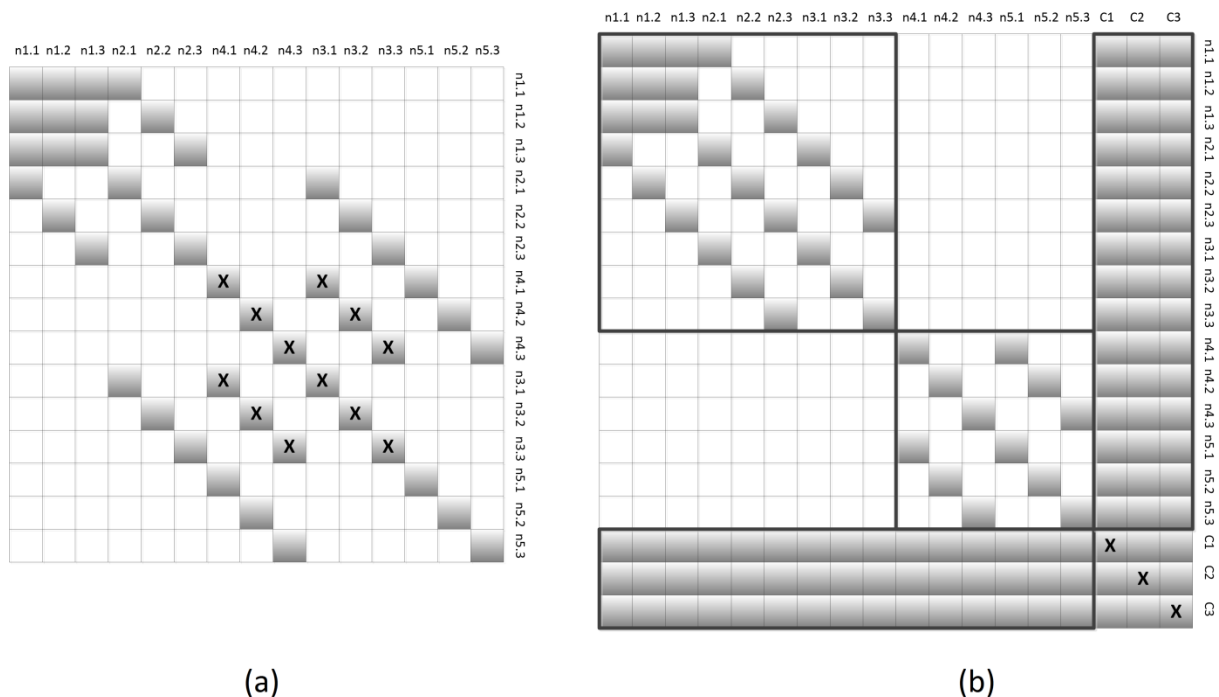 n1.1 n1.2 n1.3 n2.1 n2.2 n2.3 n4.1 n4.2 n4.3 n3.1 n3.2 n3.3 n5.1 n5.2 n5.3
n1.1
n1.2
n1.3
n2.1
n2.2
n2.3
X X n4.1
X X n4.2
X X n4.3
X X n3.1
X X n3.2
X X n3.3
n5.1
n5.2
n5.3
(a)
n1.1 n1.2 n1.3 n2.1 n2.2 n2.3 n3.1 n3.2 n3.3 n4.1 n4.2 n4.3 n5.1 n5.2 n5.3 C1 C2 C3
n1.1
n1.2
n1.3
n2.1
n2.2
n2.3
n3.1
n3.2
n3.3
n4.1
n4.2
n4.3
n5.1
n5.2
n5.3
X C1
X C2
X C3
(b)